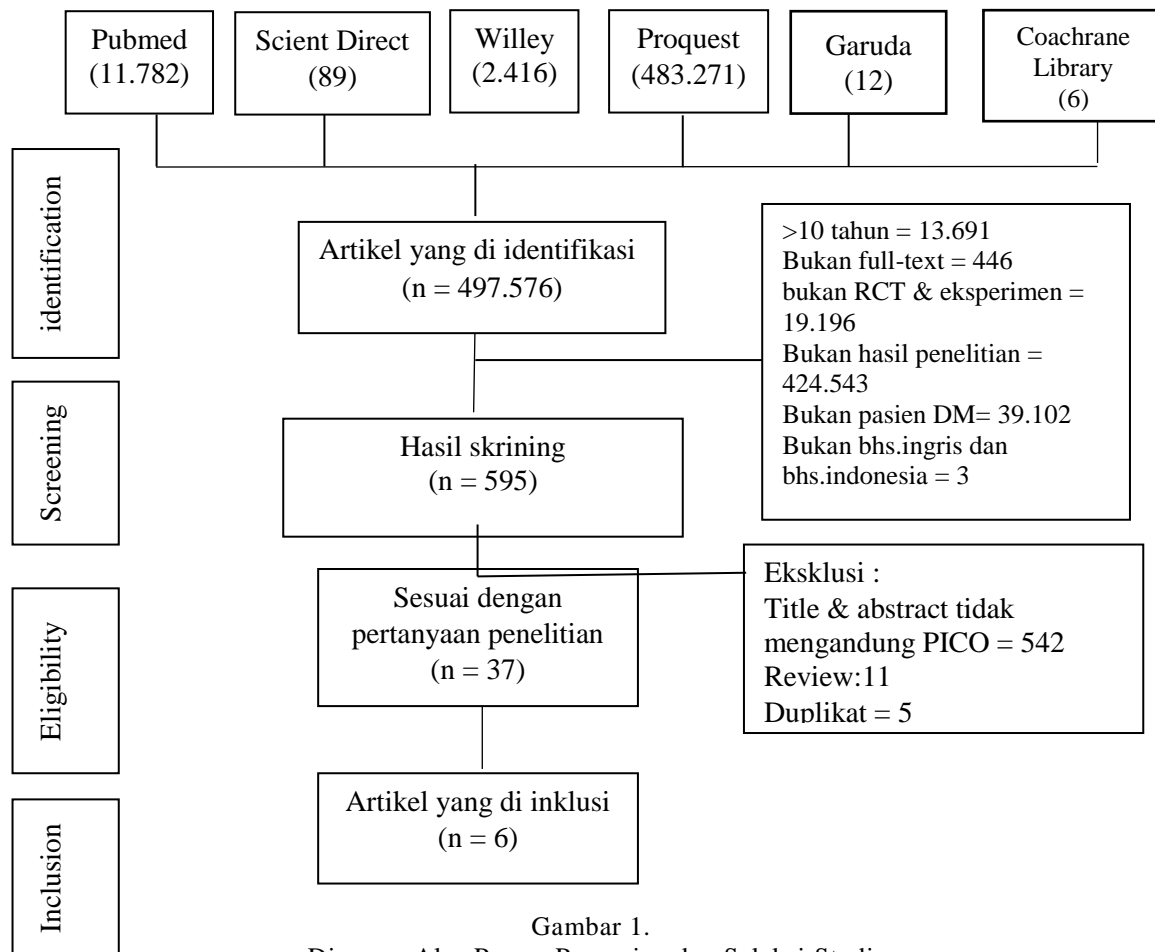 Pubmed
(11.782)
Scient Direct
(89)
Willey
(2.416)
Proquest
(483.271)
Garuda
(12)
Coachrane
Library
(6)
identification
Artikel yang di identifikasi
(n = 497.576)
>10 tahun = 13.691
Bukan full-text = 446
bukan RCT & eksperimen =
19.196
Bukan hasil penelitian =
424.543
Bukan pasien DM= 39.102
Bukan bhs.ingris dan
bhs.indonesia = 3
Screening
Hasil skrining
(n = 595)
Eligibility
Sesuai dengan
pertanyaan penelitian
(n = 37)
Eksklusi :
Title & abstract tidak
mengandung PICO = 542
Review:11
Duplikat = 5
Inclusion
Artikel yang di inklusi
(n = 6)
Gambar 1.